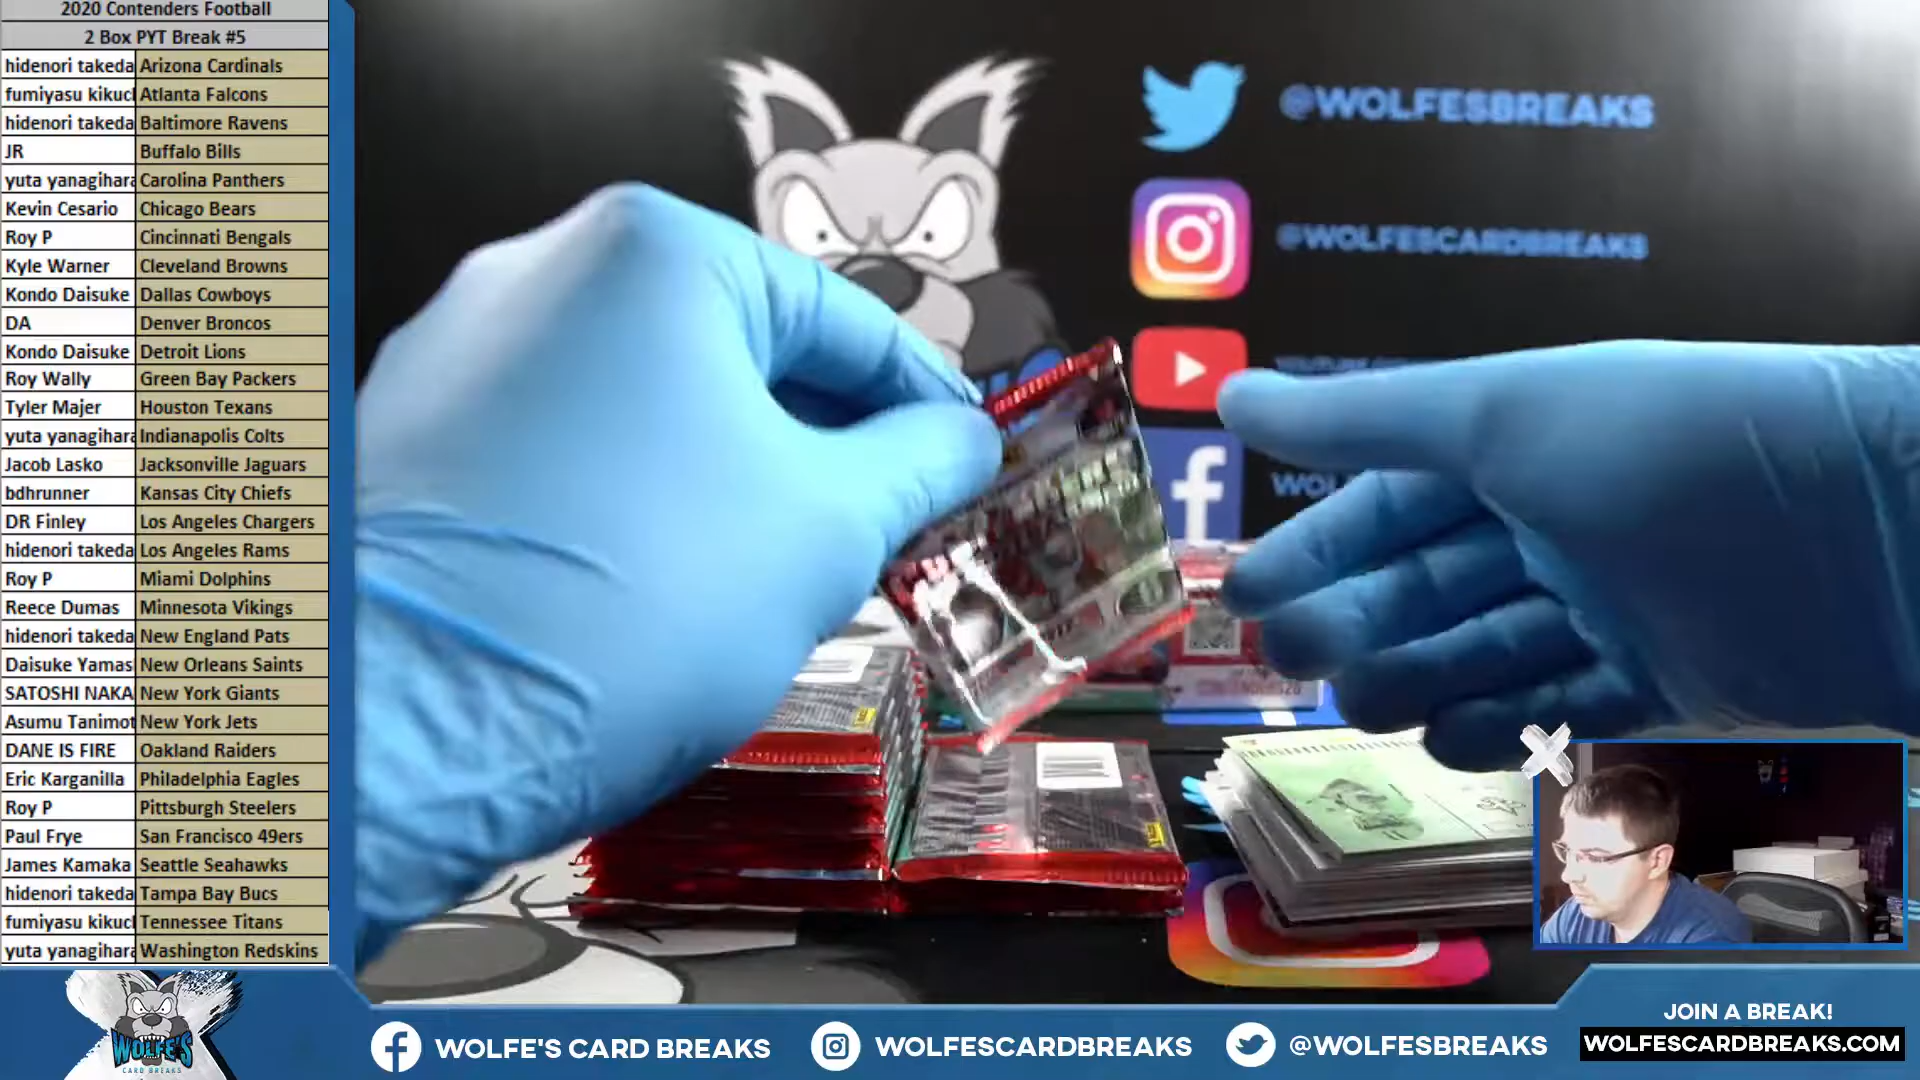 2020 Contenders Football
2 Box PYT Break #5
hidenori takeda Arizona Cardinals
fumiyasu kikuc Atlanta Falcons
hidenori takeda Baltimore Ravens
JR Buffalo Bills
yuta yanagihara Carolina Panthers
Kevin Cesario Chicago Bears
Roy P Cincinnati Bengals
Kyle Warner Cleveland Browns
Kondo Daisuke Dallas Cowboys
DA Denver Broncos
Kondo Daisuke Detroit Lions
Roy Wally Green Bay Packers
Tyler Majer Houston Texans
yuta yanagihara Indianapolis Colts
Jacob Lasko Jacksonville Jaguars
bdhrunner Kansas City Chiefs
DR Finley Los Angeles Chargers
hidenori takeda Los Angeles Rams
Roy P Miami Dolphins
Reece Dumas Minnesota Vikings
hidenori takeda New England Pats
Daisuke Yamas New Orleans Saints
SATOSHI NAKA New York Giants
Asumu Tanimot New York Jets
DANE IS FIRE Oakland Raiders
Eric Karganilla Philadelphia Eagles
Roy P Pittsburgh Steelers
Paul Frye San Francisco 49ers
James Kamaka Seattle Seahawks
hidenori takeda Tampa Bay Bucs
fumiyasu kikuc Tennessee Titans
yuta yanagihara Washington Redskins
@WOLFESBREAKS
@WOLFESCARDBREAKS
WOL
WOLFE'S
CARD BREAKS
WOLFE'S CARD BREAKS
WOLFESCARDBREAKS
@WOLFESBREAKS
JOIN A BREAK!
WOLFESCARDBREAKS.COM